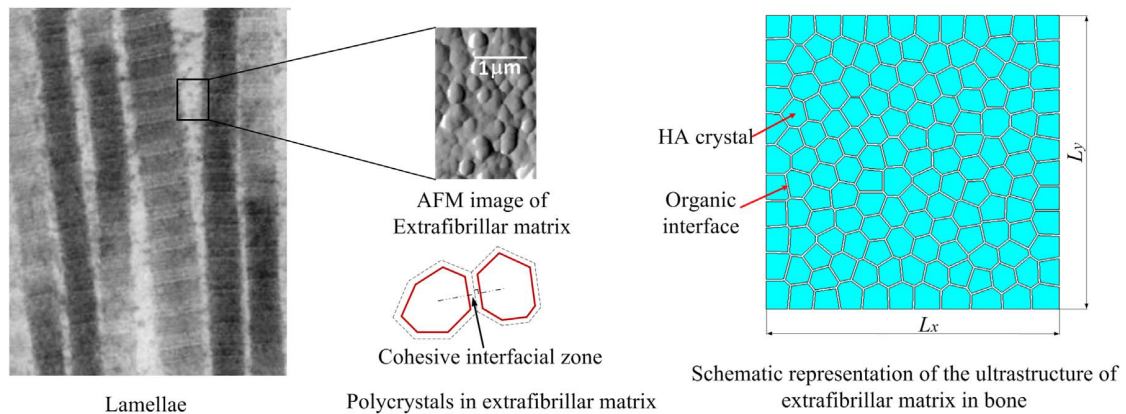 1μm
AFM image of
Extrafibrillar matrix
Cohesive interfacial zone
Lamellae
Polycrystals in extrafibrillar matrix
HA crystal
Organic
interface
Ly
Lx
Schematic representation of the ultrastructure of
extrafibrillar matrix in bone